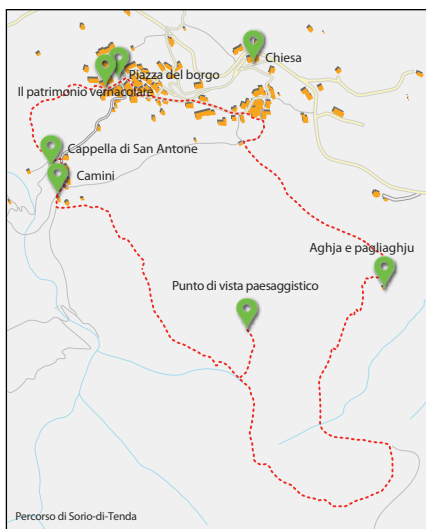 Chiesa
Piazza del borgo
Il patrimonio vernacolare
Cappella di San Antone
Camini
Aghja e pagliaghju
Punto di vista paesaggistico
Percorso di Sorio-di-Tenda